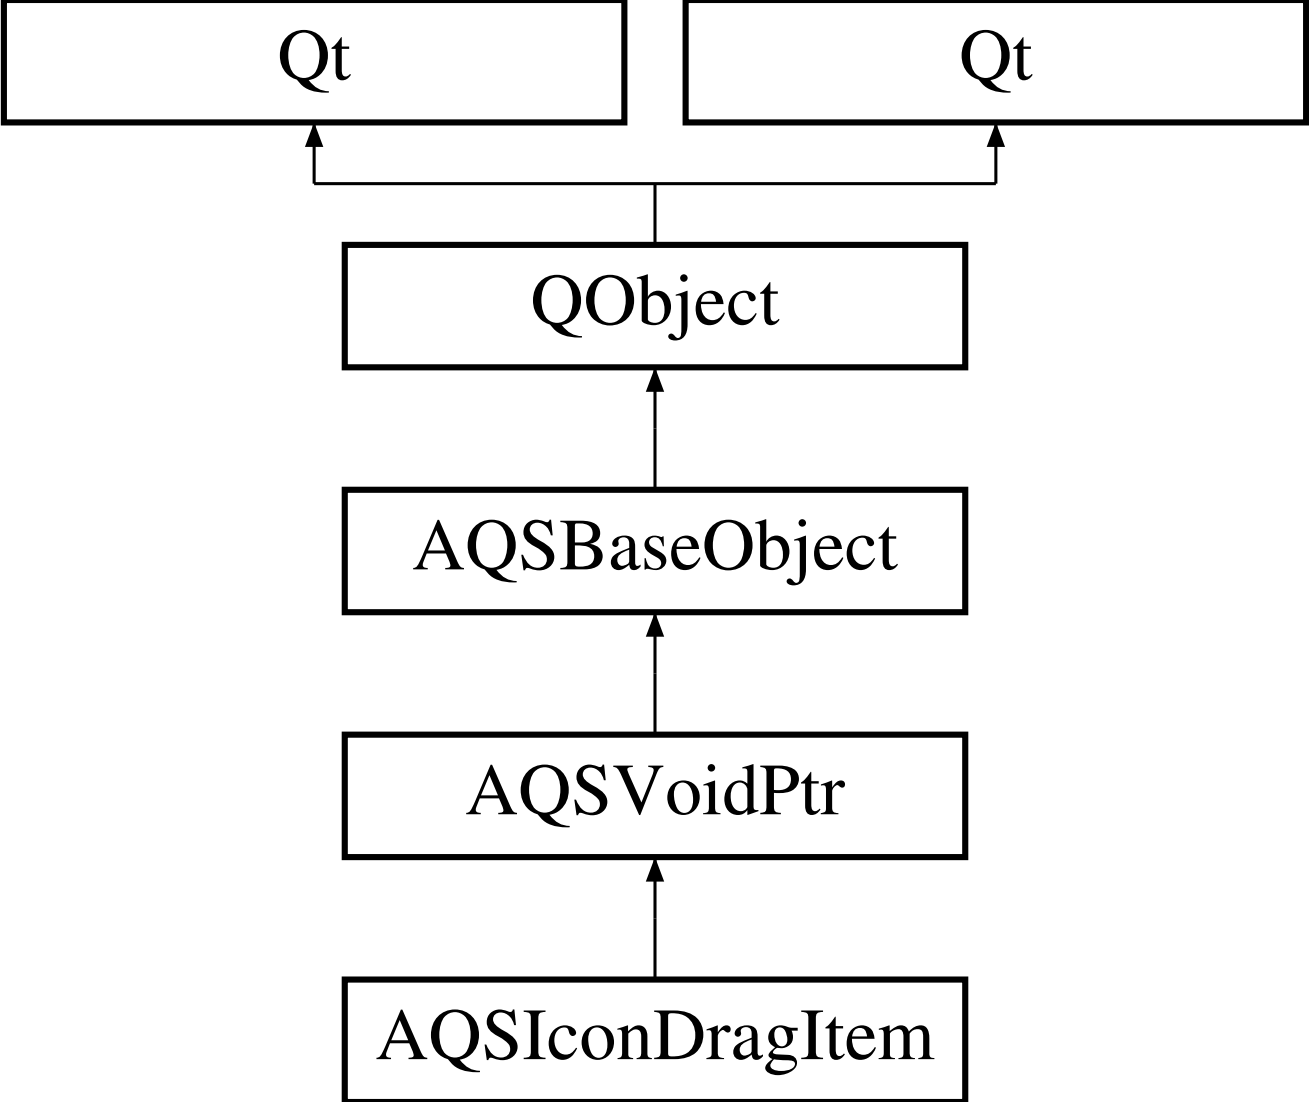 Qt
Qt
QObject
AQSBaseObject
AQSVoidPtr
AQSIconDragItem